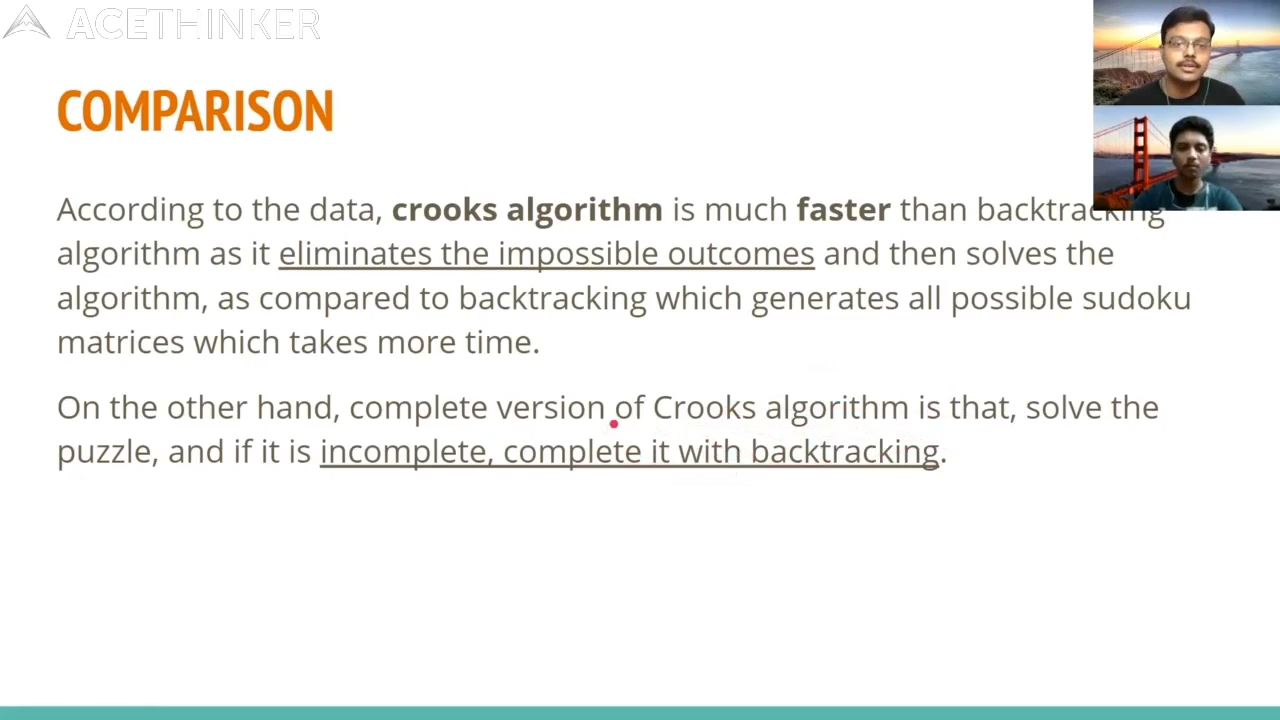 ACETHINKER
COMPARISON
According to the data, crooks algorithm is much faster than backtracking
algorithm as it eliminates the impossible outcomes and then solves the
algorithm, as compared to backtracking which generates all possible sudoku
matrices which takes more time.
On the other hand, complete version of Crooks algorithm is that, solve the
puzzle, and if it is incomplete, complete it with backtracking.